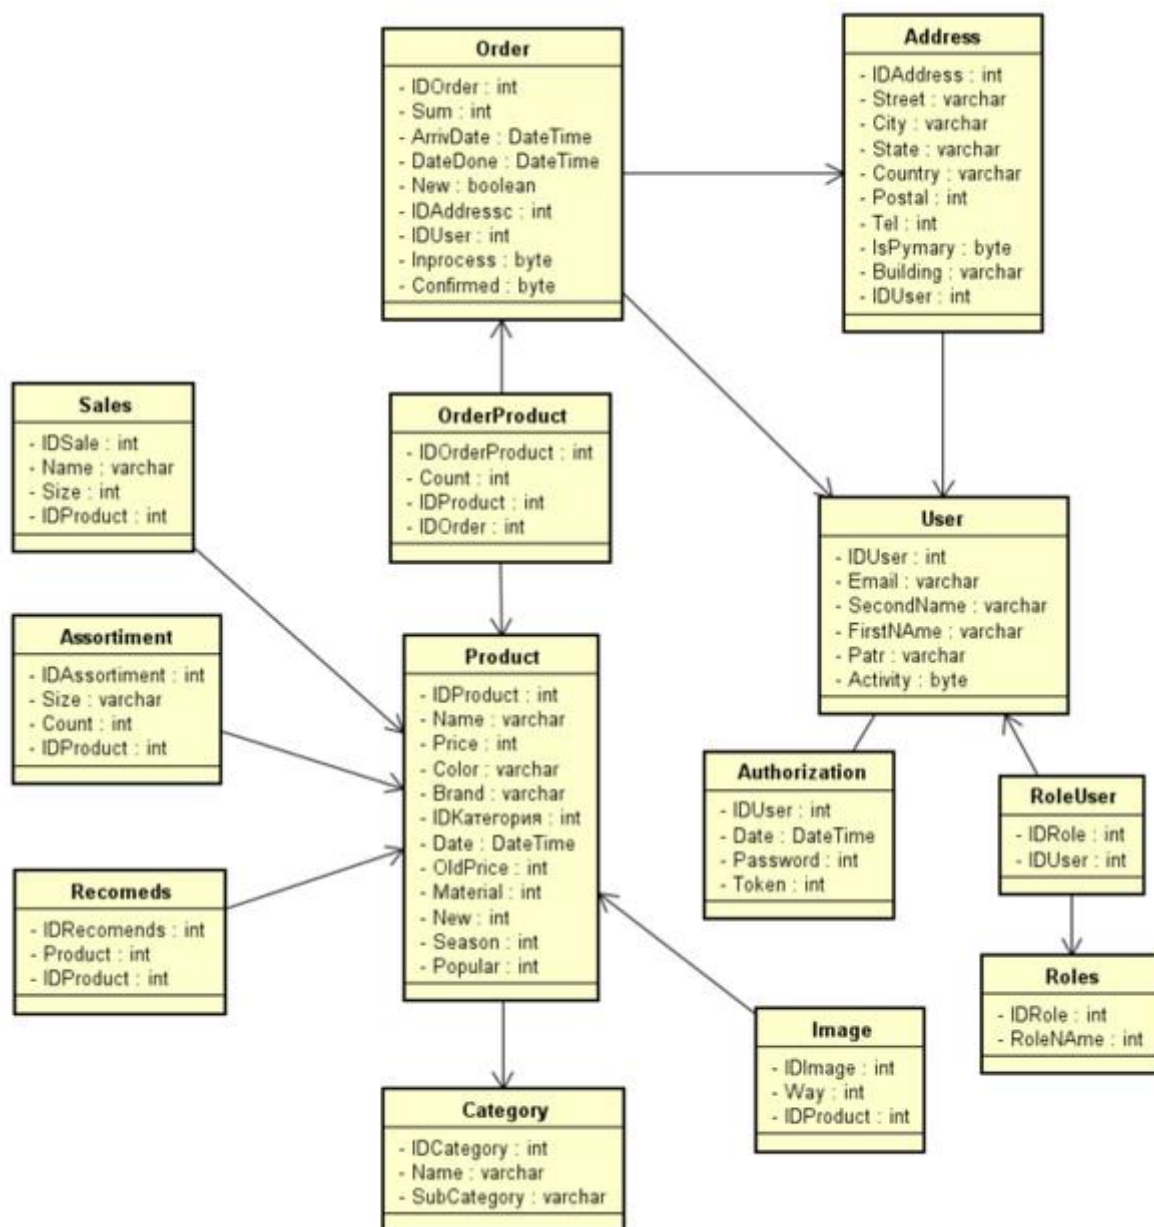 Order
- IDOrder : int
- Sum : int
- ArrivDate : DateTime
- DateDone : DateTime
- New : boolean
- IDAddressc : int
- IDUser : int
- Inprocess : byte
- Confirmed : byte
Address
- IDAddress : int
- Street : varchar
- City : varchar
- State : varchar
- Country : varchar
- Postal : int
- Tel : int
- IsPymary : byte
- Building : varchar
- IDUser : int
Sales
- IDSale : int
- Name : varchar
- Size : int
- IDProduct : int
OrderProduct
- IDOrderProduct : int
- Count : int
- IDProduct : int
- IDOrder : int
User
- IDUser : int
- Email : varchar
- SecondName : varchar
- FirstNAme : varchar
- Patr : varchar
- Activity : byte
Assortiment
- IDAssortiment : int
- Size : varchar
- Count : int
- IDProduct : int
Product
- IDProduct : int
- Name : varchar
- Price : int
- Color : varchar
- Brand : varchar
- IDКатегория : int
- Date : DateTime
- OldPrice : int
- Material : int
- New : int
- Season : int
- Popular : int
Authorization
- IDUser : int
- Date : DateTime
- Password : int
- Token : int
RoleUser
- IDRole : int
- IDUser : int
Recomeds
- IDRecomends : int
- Product : int
- IDProduct : int
Roles
- IDRole : int
- RoleNAme : int
Image
- IDImage : int
- Way : int
- IDProduct : int
Category
- IDCategory : int
- Name : varchar
- SubCategory : varchar